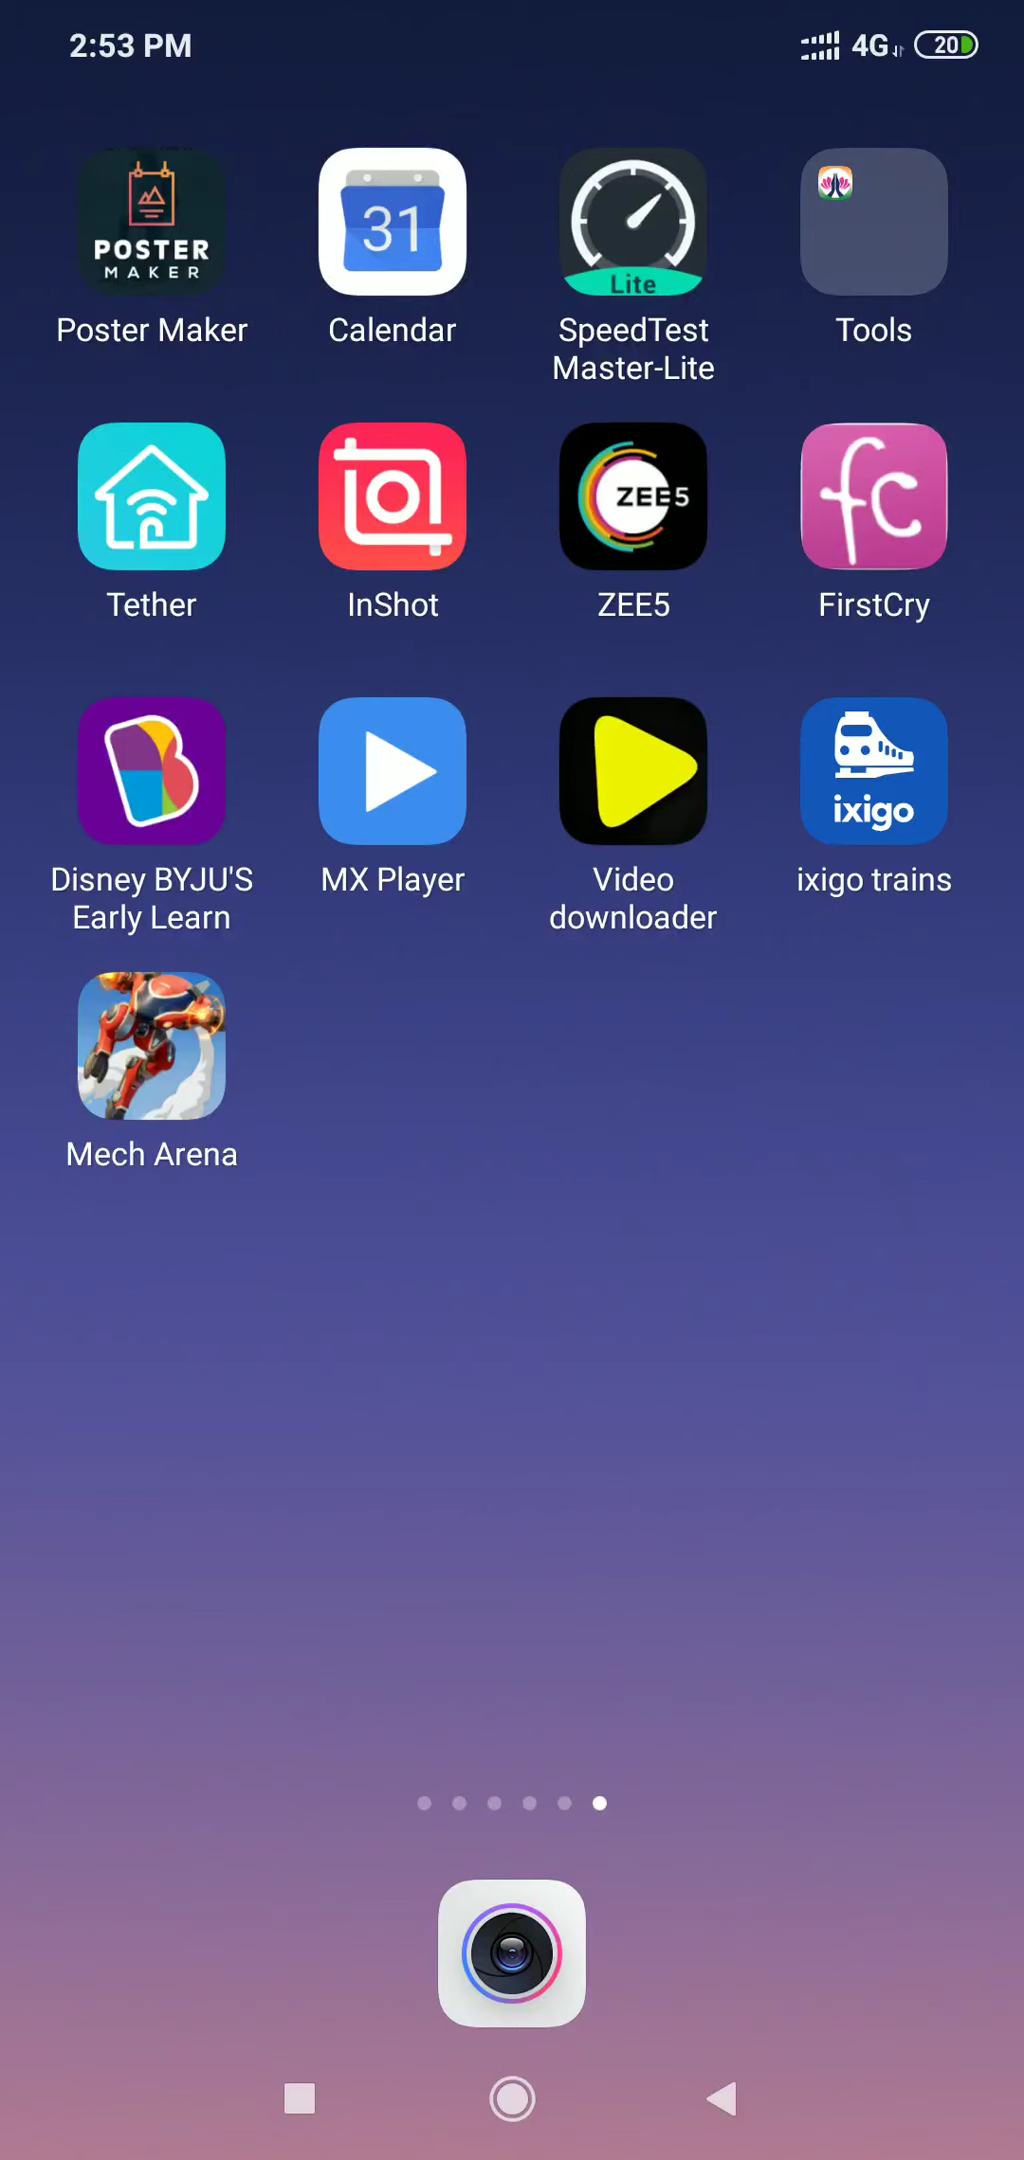 2:53 PM
4G
20
POSTER
MAKER
31
Lite
Poster Maker
Calendar
SpeedTest
Master-Lite
Tools
ZEE5
fc
Tether
InShot
ZEE5
FirstCry
ixigo
Disney BYJU'S
Early Learn
MX Player
Video
downloader
ixigo trains
Mech Arena